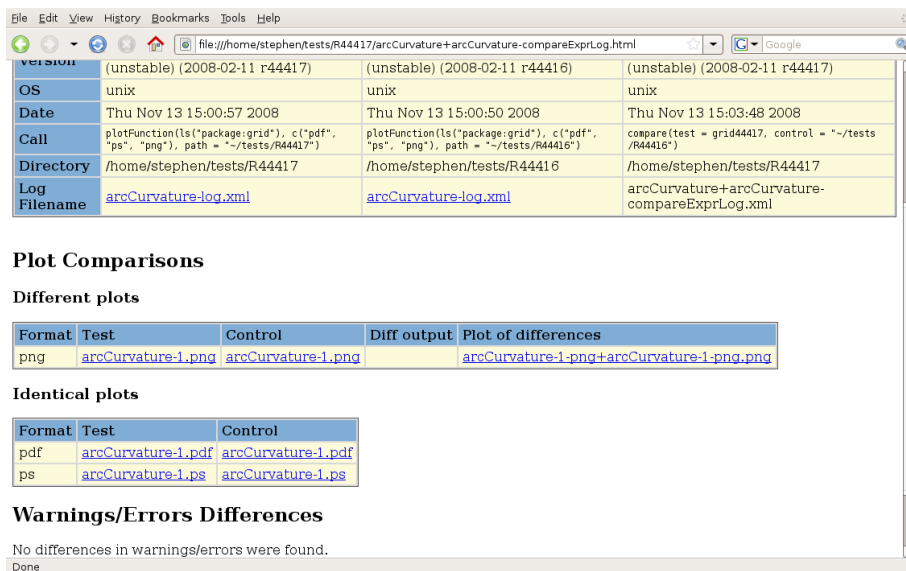 File Edit View History Bookmarks Tools Help
file:///home/stephen/tests/R44417/arcCurvature+arcCurvature-compareExprLog.html
G Google
Version (unstable) (2008-02-11 r44417) (unstable) (2008-02-11 r44416) (unstable) (2008-02-11 r44417)
OS unix unix unix
Date Thu Nov 13 15:00:57 2008 Thu Nov 13 15:00:50 2008 Thu Nov 13 15:03:48 2008
Call plotFunction(ls("package:grid"), c("pdf", "ps", "png"), path = "~/tests/R44417") plotFunction(ls("package:grid"), c("pdf", "ps", "png"), path = "~/tests/R44416") compare(test = grid44417, control = "~/tests/R44416")
Directory /home/stephen/tests/R44417 /home/stephen/tests/R44416 /home/stephen/tests/R44417
Log Filename arcCurvature-log.xml arcCurvature-log.xml arcCurvature+arcCurvature-compareExprLog.xml
Plot Comparisons
Different plots
Format Test Control Diff output Plot of differences
png arcCurvature-1.png arcCurvature-1.png arcCurvature-1-png+arcCurvature-1-png.png
Identical plots
Format Test Control
pdf arcCurvature-1.pdf arcCurvature-1.pdf
ps arcCurvature-1.ps arcCurvature-1.ps
Warnings/Errors Differences
No differences in warnings/errors were found.
Done